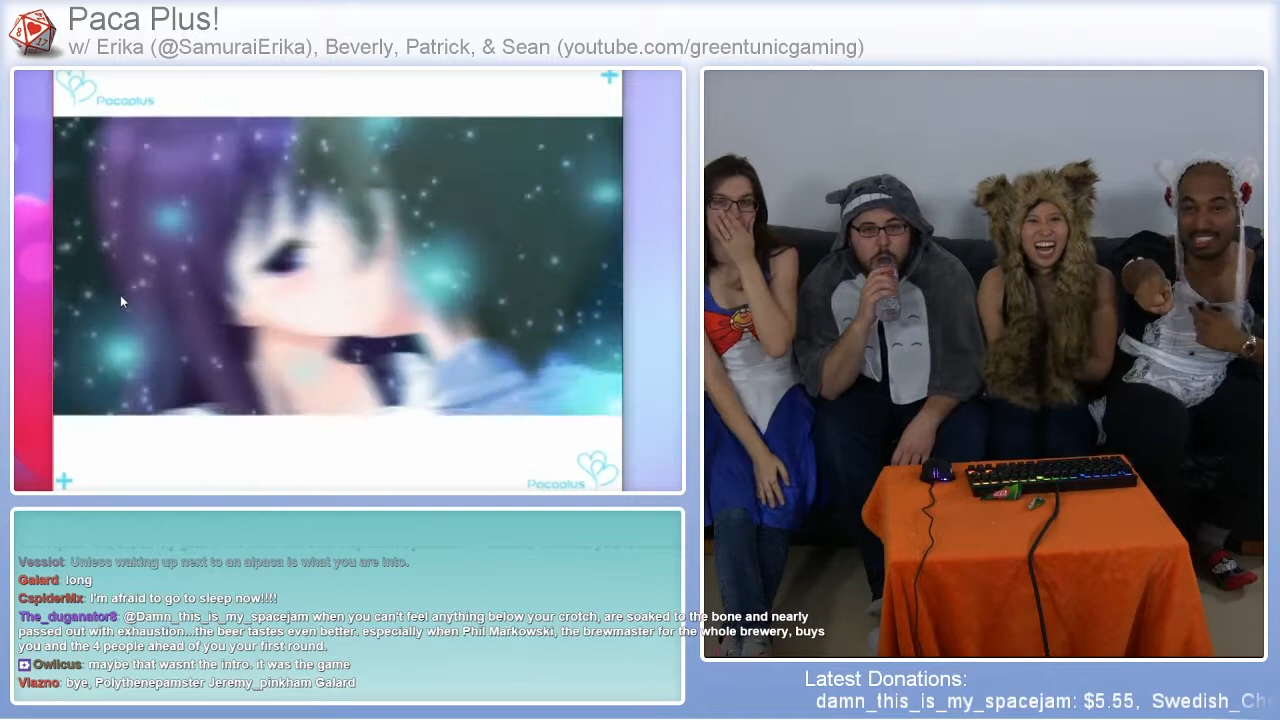 Paca Plus!
w/ Erika (@SamuraiErika), Beverly, Patrick, & Sean (youtube.com/greentunicgaming)
Pacaplus
Pacaplus
Vessiot: Unless waking up next to an alpaca is what you are into.
Galard: long
CspiderMx: I'm afraid to go to sleep now!!!!
The_duganator8: @Damn_this_is_my_spacejam when you can't feel anything below your crotch, are soaked to the bone and nearly
passed out with exhaustion...the beer tastes even better. especially when Phil Markowski, the brewmaster for the whole brewery, buys
you and the 4 people ahead of you your first round.
Owlicus: maybe that wasnt the intro. it was the game
Vlazno: bye, Polythenepamster Jeremy_pinkham Galard
Latest Donations:
damn_this_is_my_spacejam: $5.55, Swedish_Ch